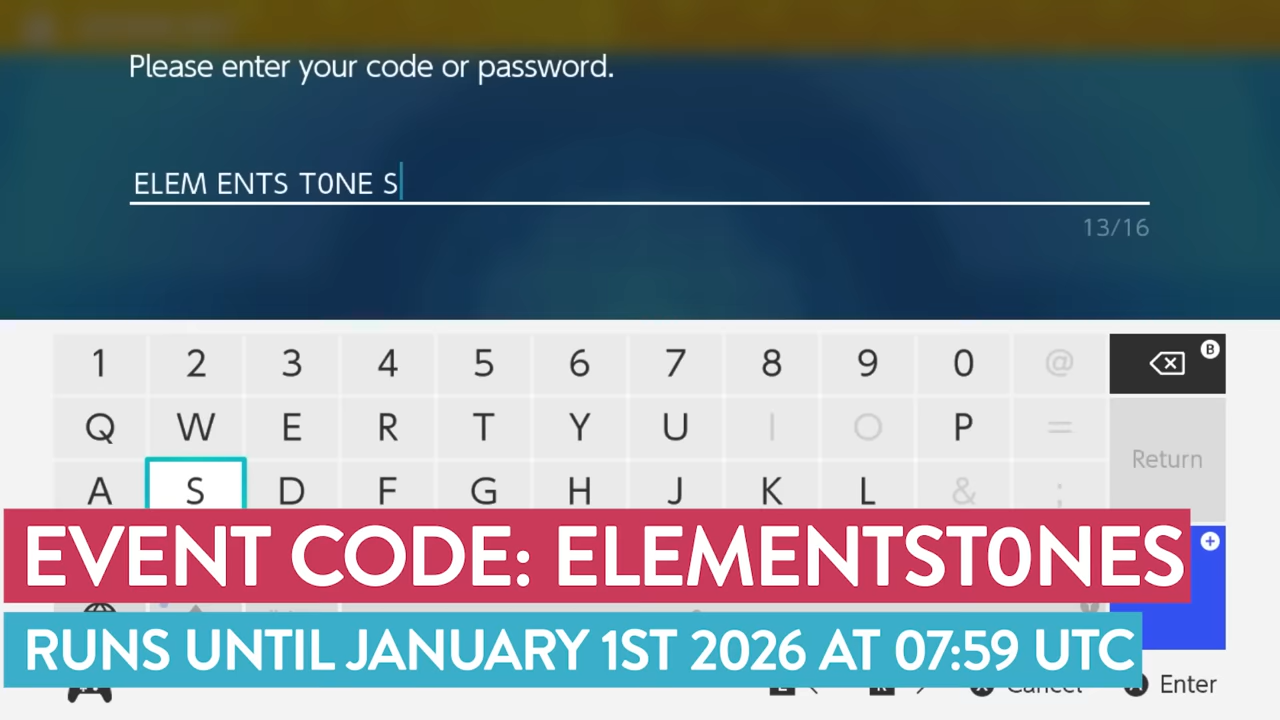 Please enter your code or password.
ELEM ENTS T0NE S
13/16
1 2 3 4 5 6 7 8 9 0 @
B
Q W E R T Y U I O P =
Return
A S D F G H J K L & ;
EVENT CODE: ELEMENTST0NES
+
RUNS UNTIL JANUARY 1ST 2026 AT 07:59 UTC
Cancel
Enter